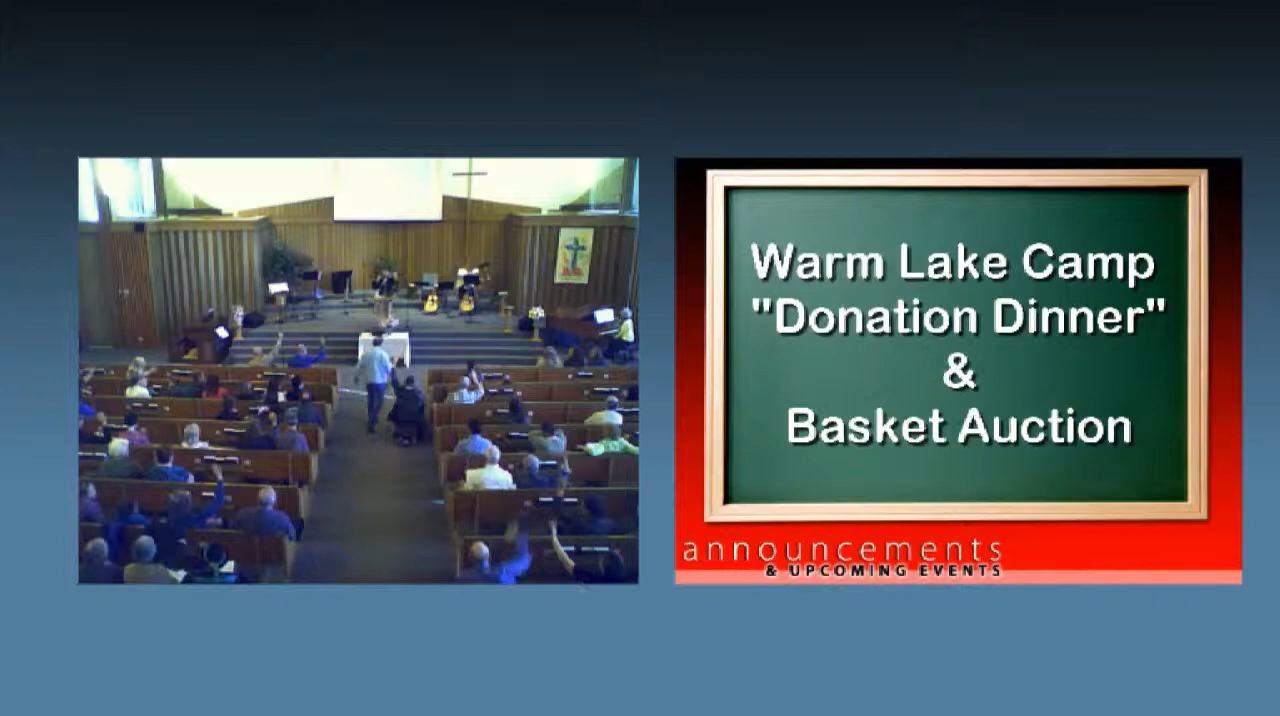 Warm Lake Camp
"Donation Dinner"
&
Basket Auction
announcements
& UPCOMING EVENTS